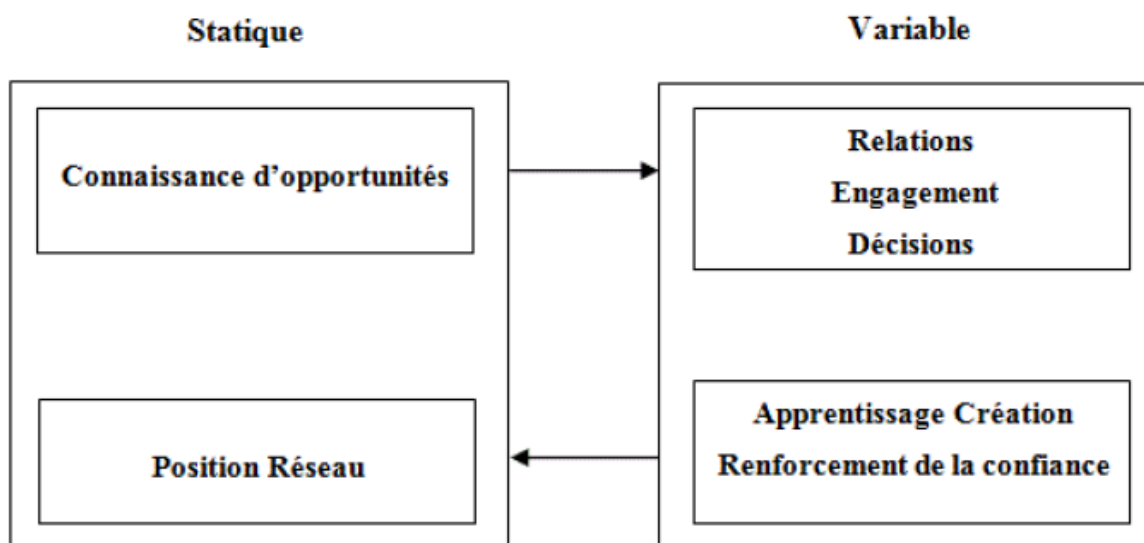 Statique
Variable
Connaissance d'opportunités
Relations
Engagement
Décisions
Position Réseau
Apprentissage Création
Renforcement de la confiance